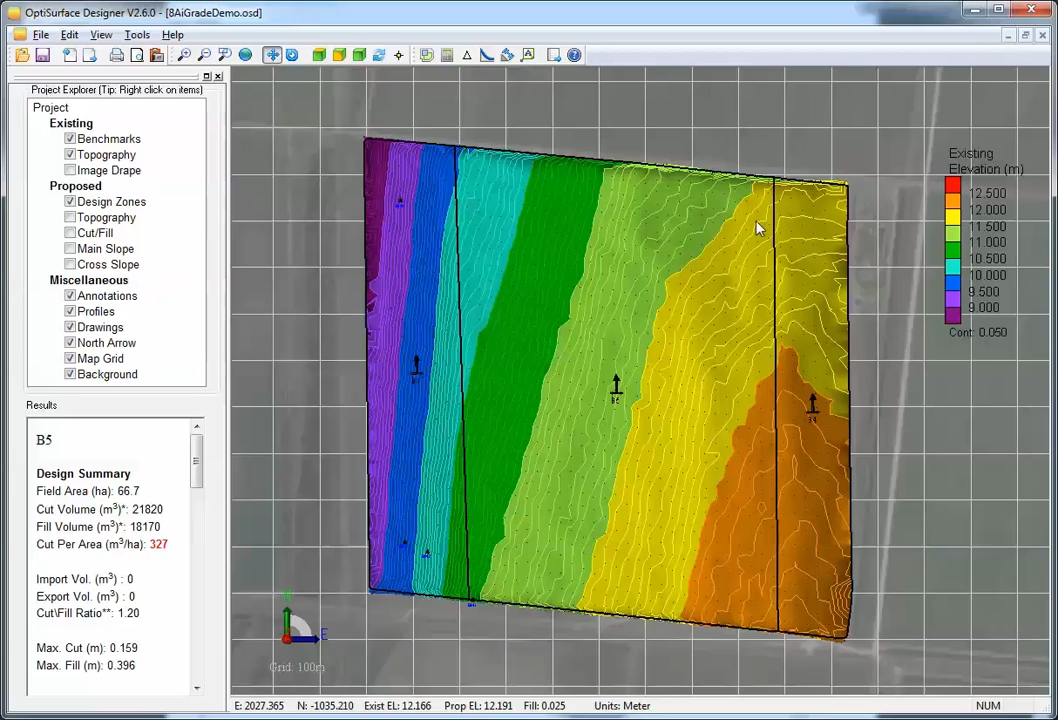 OptiSurface Designer V2.6.0 - [8AiGradeDemo.osd]
File Edit View Tools Help
Project Explorer (Tip: Right click on items)
Project
Existing
Benchmarks
Topography
Image Drape
Proposed
Design Zones
Topography
Cut/Fill
Main Slope
Cross Slope
Miscellaneous
Annotations
Profiles
Drawings
North Arrow
Map Grid
Background
Results
B5
Design Summary
Field Area (ha): 66.7
Cut Volume (m³)*: 21820
Fill Volume (m³)*: 18170
Cut Per Area (m³/ha): 327
Import Vol. (m³) : 0
Export Vol. (m³) : 0
Cut\Fill Ratio**: 1.20
Max. Cut (m): 0.159
Max. Fill (m): 0.396
Existing
Elevation (m)
12.500
12.000
11.500
11.000
10.500
10.000
9.500
9.000
Cont: 0.050
E
Grid: 100m
E: 2027.365 N: -1035.210 Exist EL: 12.166 Prop EL: 12.191 Fill: 0.025 Units: Meter NUM